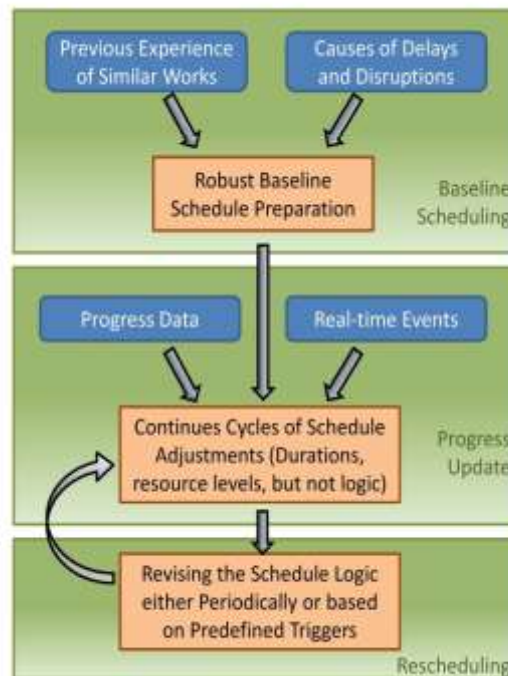 Previous Experience
of Similar Works
Causes of Delays
and Disruptions
Robust Baseline
Schedule Preparation
Baseline
Scheduling
Progress Data
Real-time Events
Continues Cycles of Schedule
Adjustments (Durations,
resource levels, but not logic)
Progress
Update
Revising the Schedule Logic
either Periodically or based
on Predefined Triggers
Rescheduling